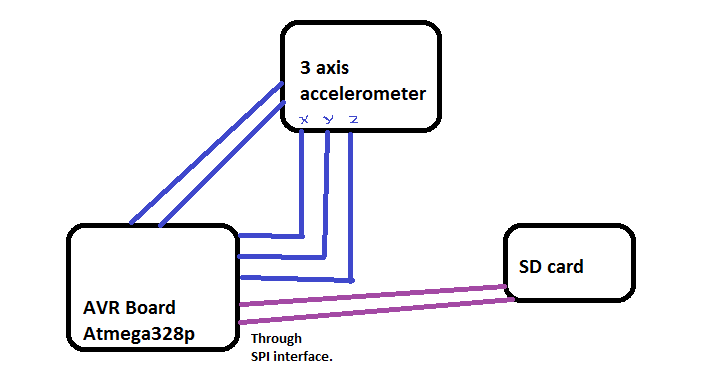 3 axis
accelerometer
x y z
AVR Board
Atmega328p
SD card
Through
SPI interface.